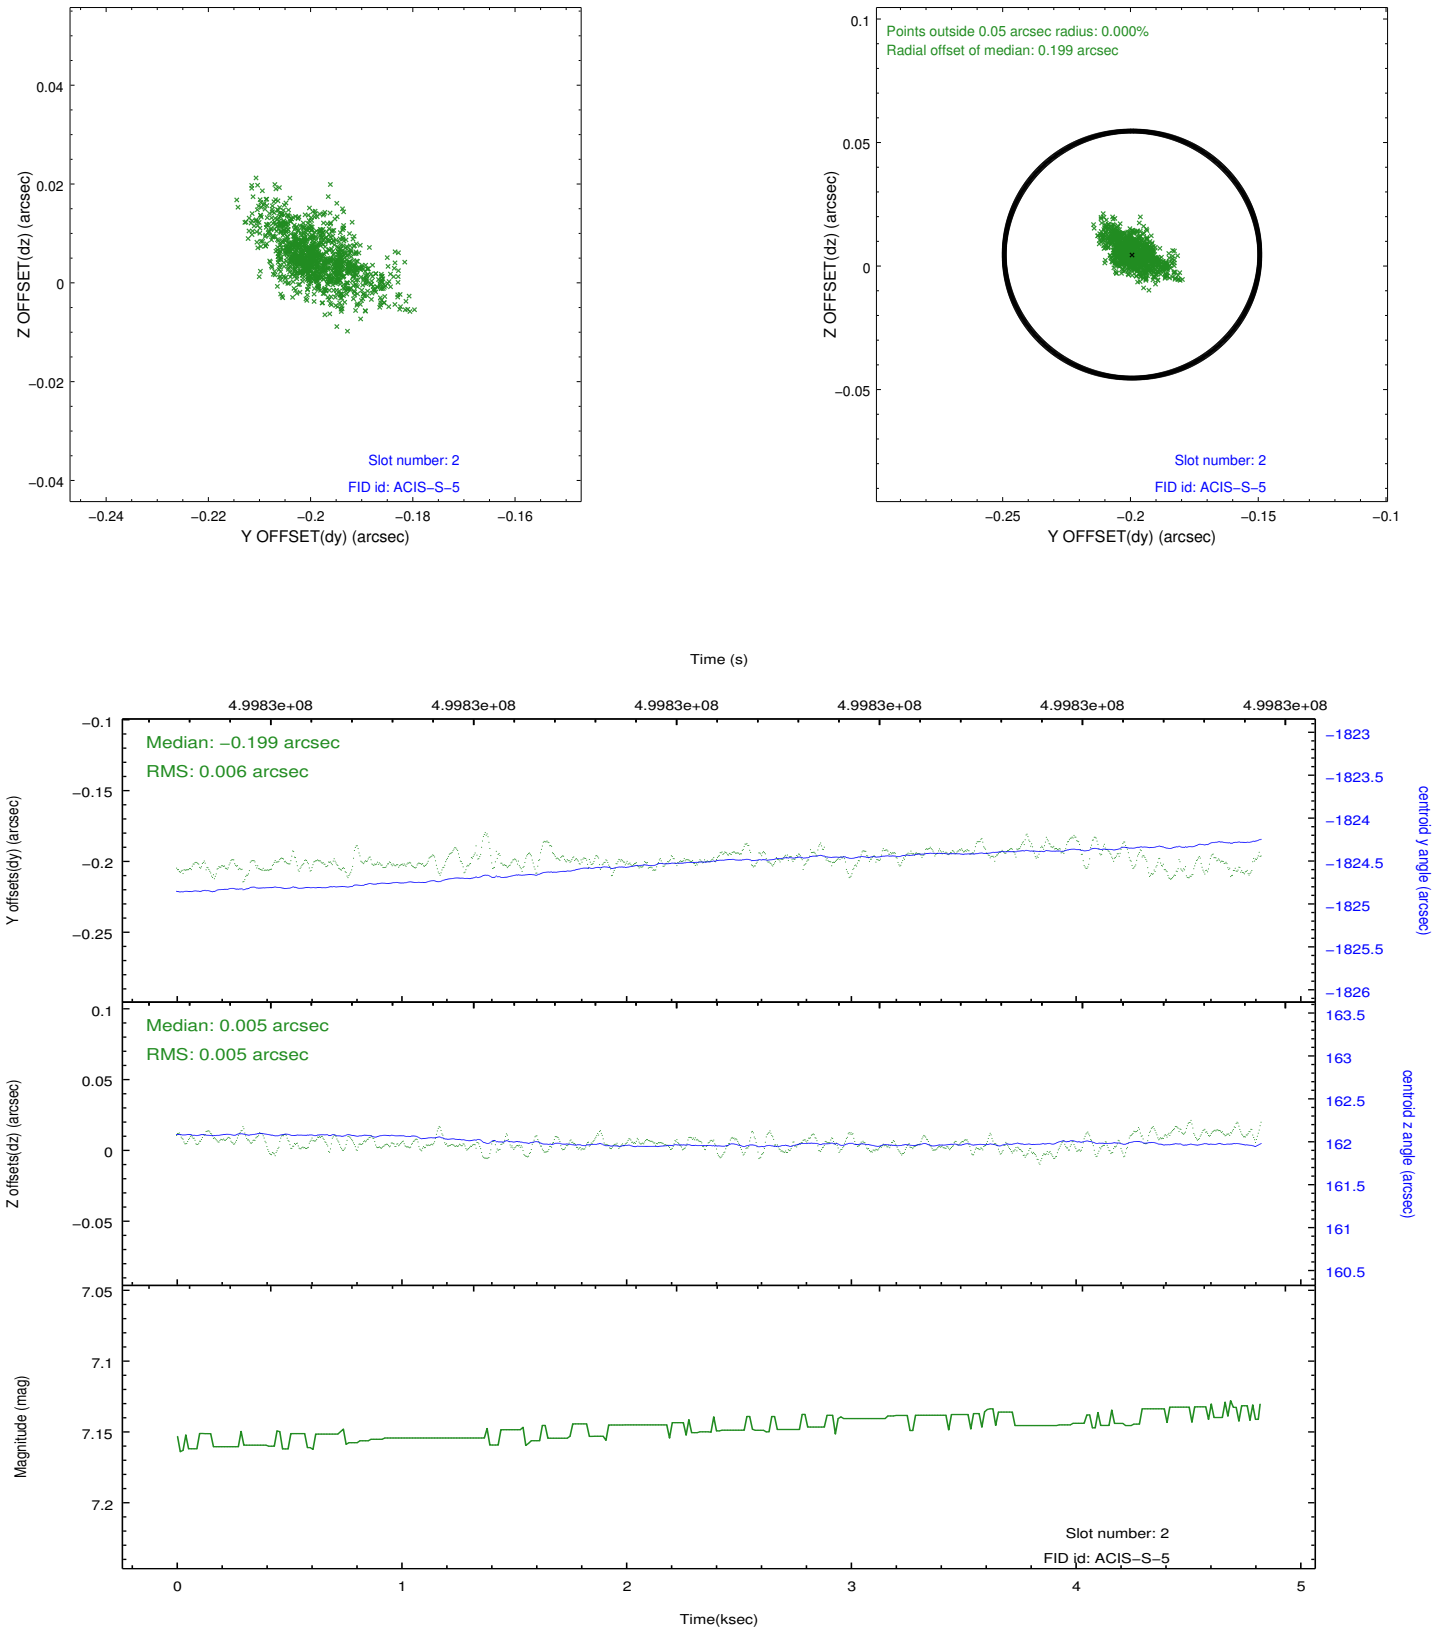 0.04
0.02
0
−0.02
−0.04
Z OFFSET(dz) (arcsec)
Slot number: 2
FID id: ACIS−S−5
−0.24
−0.22
−0.2
−0.18
−0.16
Y OFFSET(dy) (arcsec)
Points outside 0.05 arcsec radius: 0.000%
Radial offset of median: 0.199 arcsec
0.1
0.05
0
−0.05
Z OFFSET(dz) (arcsec)
Slot number: 2
FID id: ACIS−S−5
−0.25
−0.2
−0.15
−0.1
Y OFFSET(dy) (arcsec)
Time (s)
4.9983e+08
4.9983e+08
4.9983e+08
4.9983e+08
4.9983e+08
4.9983e+08
Median: −0.199 arcsec
RMS: 0.006 arcsec
−0.1
−0.15
−0.2
−0.25
Y offsets(dy) (arcsec)
−1823
−1823.5
−1824
−1824.5
−1825
−1825.5
−1826
centroid y angle (arcsec)
Median: 0.005 arcsec
RMS: 0.005 arcsec
0.1
0.05
0
−0.05
Z offsets(dz) (arcsec)
163.5
163
162.5
162
161.5
161
160.5
centroid z angle (arcsec)
7.05
7.1
7.15
7.2
Magnitude (mag)
Slot number: 2
FID id: ACIS−S−5
0
1
2
3
4
5
Time(ksec)